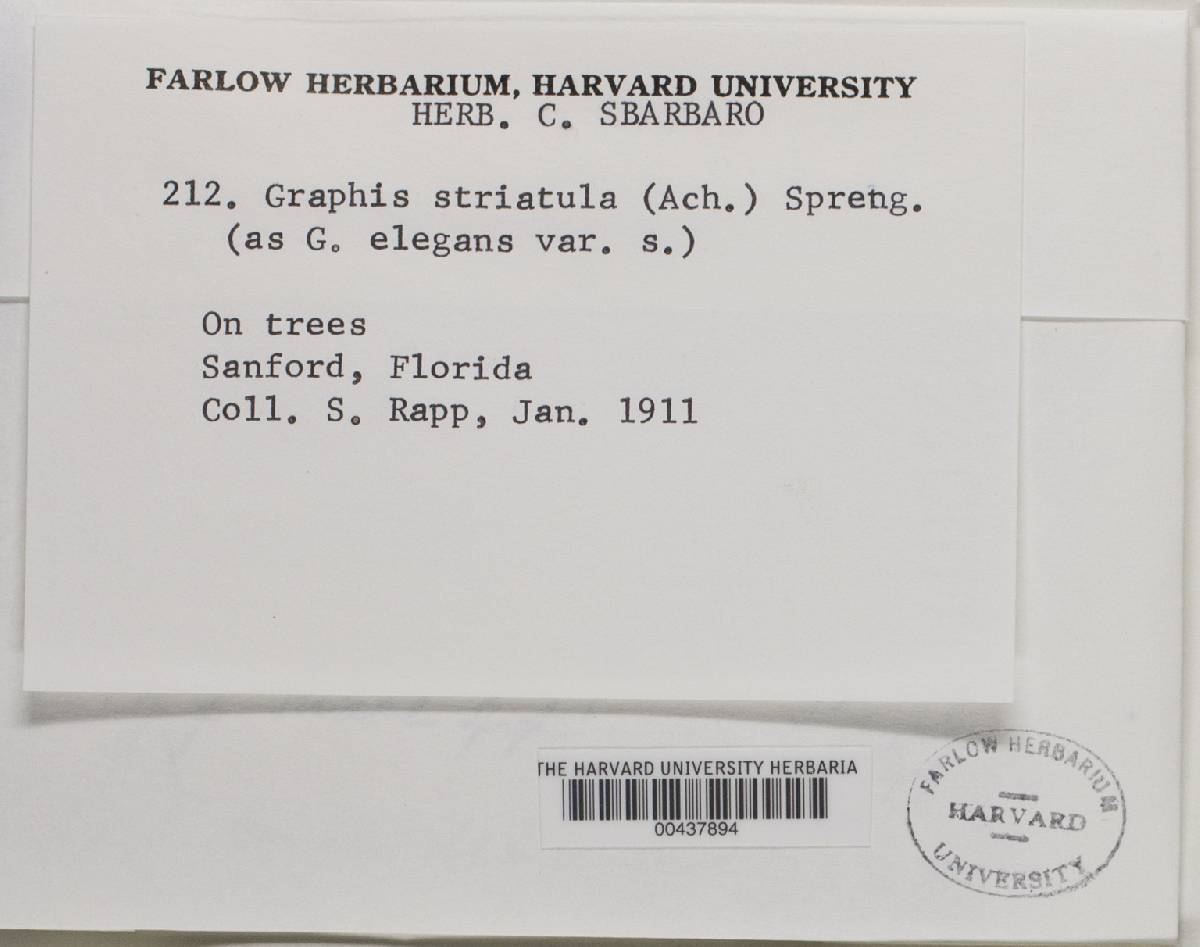 FARLOW HERBARIUM, HARVARD UNIVERSITY
HERB. C. SBARBARO
212. Graphis striatula (Ach.) Spreng.
(as G. elegans var. s.)
On trees
Sanford, Florida
Coll. S. Rapp, Jan. 1911
THE HARVARD UNIVERSITY HERBARIA
00437894
FARLOW HERBARIUM
HARVARD
UNIVERSITY